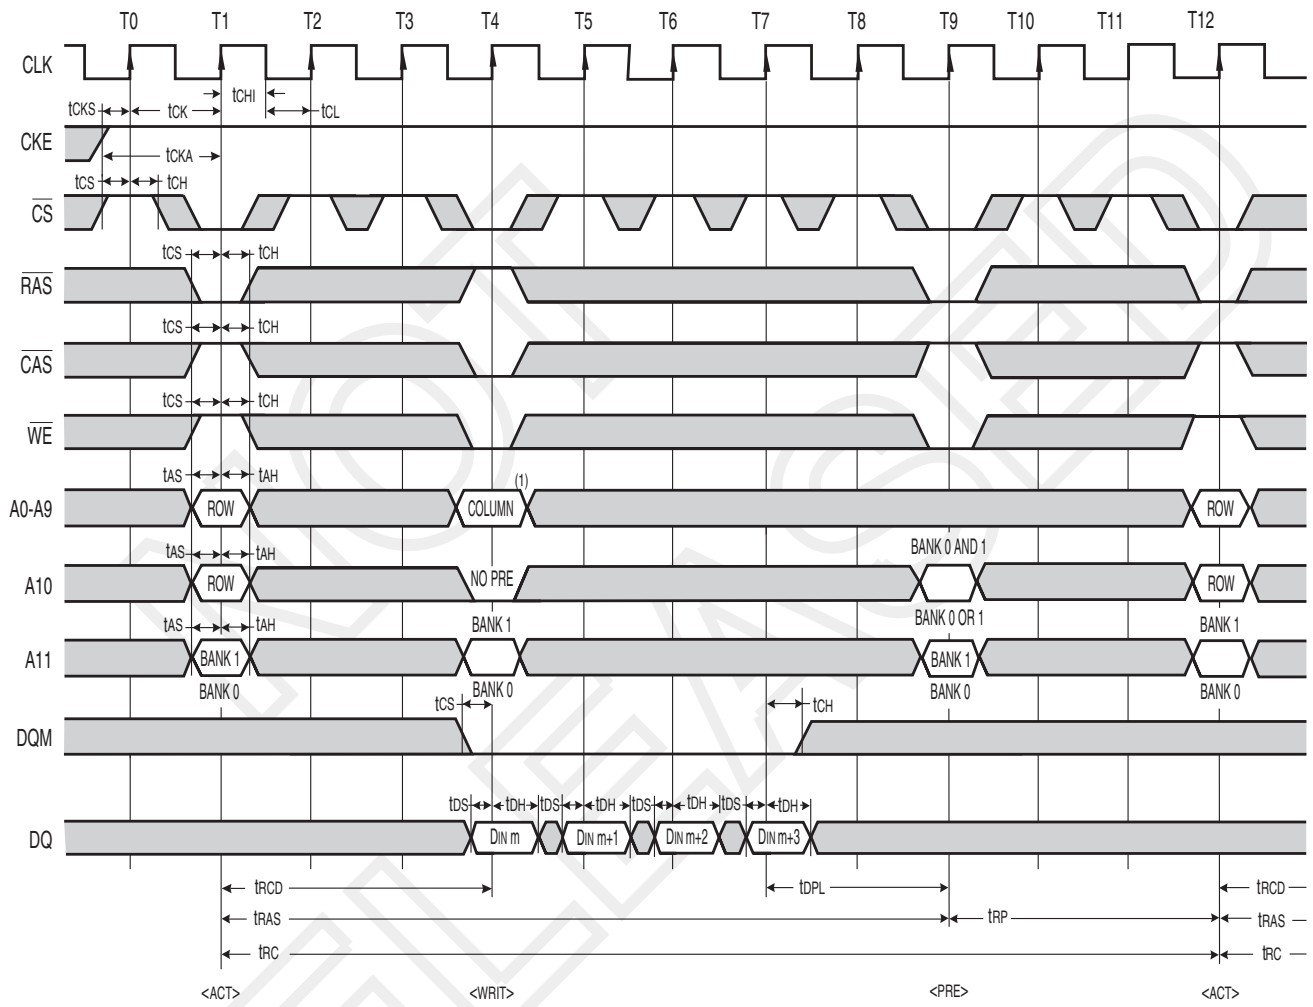 T0 T1 T2 T3 T4 T5 T6 T7 T8 T9 T10 T11 T12
CLK
tCHI
tCKS tCK tCL
CKE
tCKA
tCS tCH
CS
tCS tCH
RAS
tCS tCH
CAS
tCS tCH
WE
tAS tAH
(1)
A0-A9 ROW COLUMN ROW
tAS tAH BANK 0 AND 1
A10 ROW NO PRE ROW
tAS tAH BANK 1 BANK 0 OR 1 BANK 1
A11 BANK 1 BANK 1
BANK 0 BANK 0 BANK 0 BANK 0
tCS tCH
DQM
tDS tDH tDS tDH tDS tDH tDS tDH
DQ DIN m DIN m+1 DIN m+2 DIN m+3
tRCD tDPL tRCD
tRAS tRP tRAS
tRC tRC
<ACT> <WRIT> <PRE> <ACT>
NOT
RELEASED